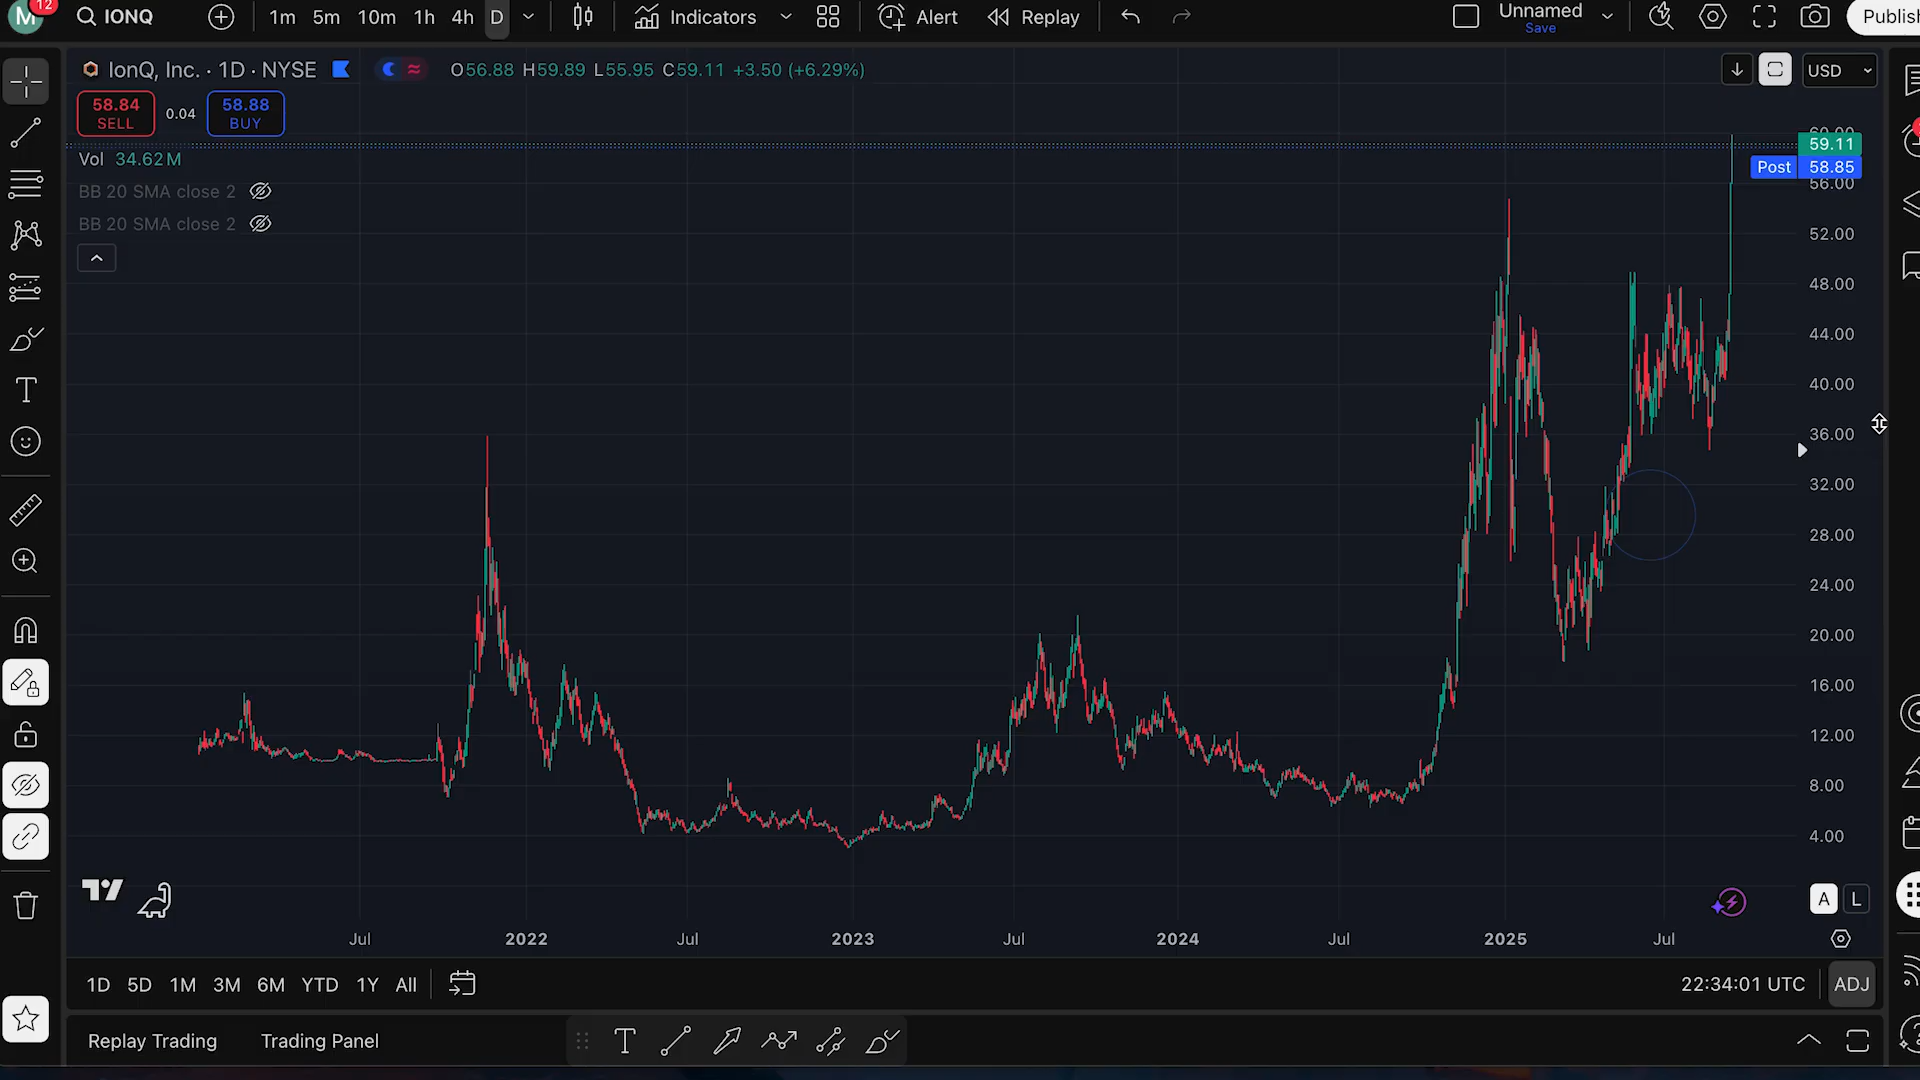 M 12 IONQ 1m 5m 10m 1h 4h D Indicators Alert Replay Unnamed Save Publish
IonQ, Inc. · 1D · NYSE O56.88 H59.89 L55.95 C59.11 +3.50 (+6.29%) USD
58.84 SELL 0.04 58.88 BUY
Vol 34.62M
BB 20 SMA close 2
BB 20 SMA close 2
60.00
59.11
Post 58.85
56.00
52.00
48.00
44.00
40.00
36.00
32.00
28.00
24.00
20.00
16.00
12.00
8.00
4.00
A L
Jul 2022 Jul 2023 Jul 2024 Jul 2025 Jul
1D 5D 1M 3M 6M YTD 1Y All 22:34:01 UTC ADJ
Replay Trading Trading Panel